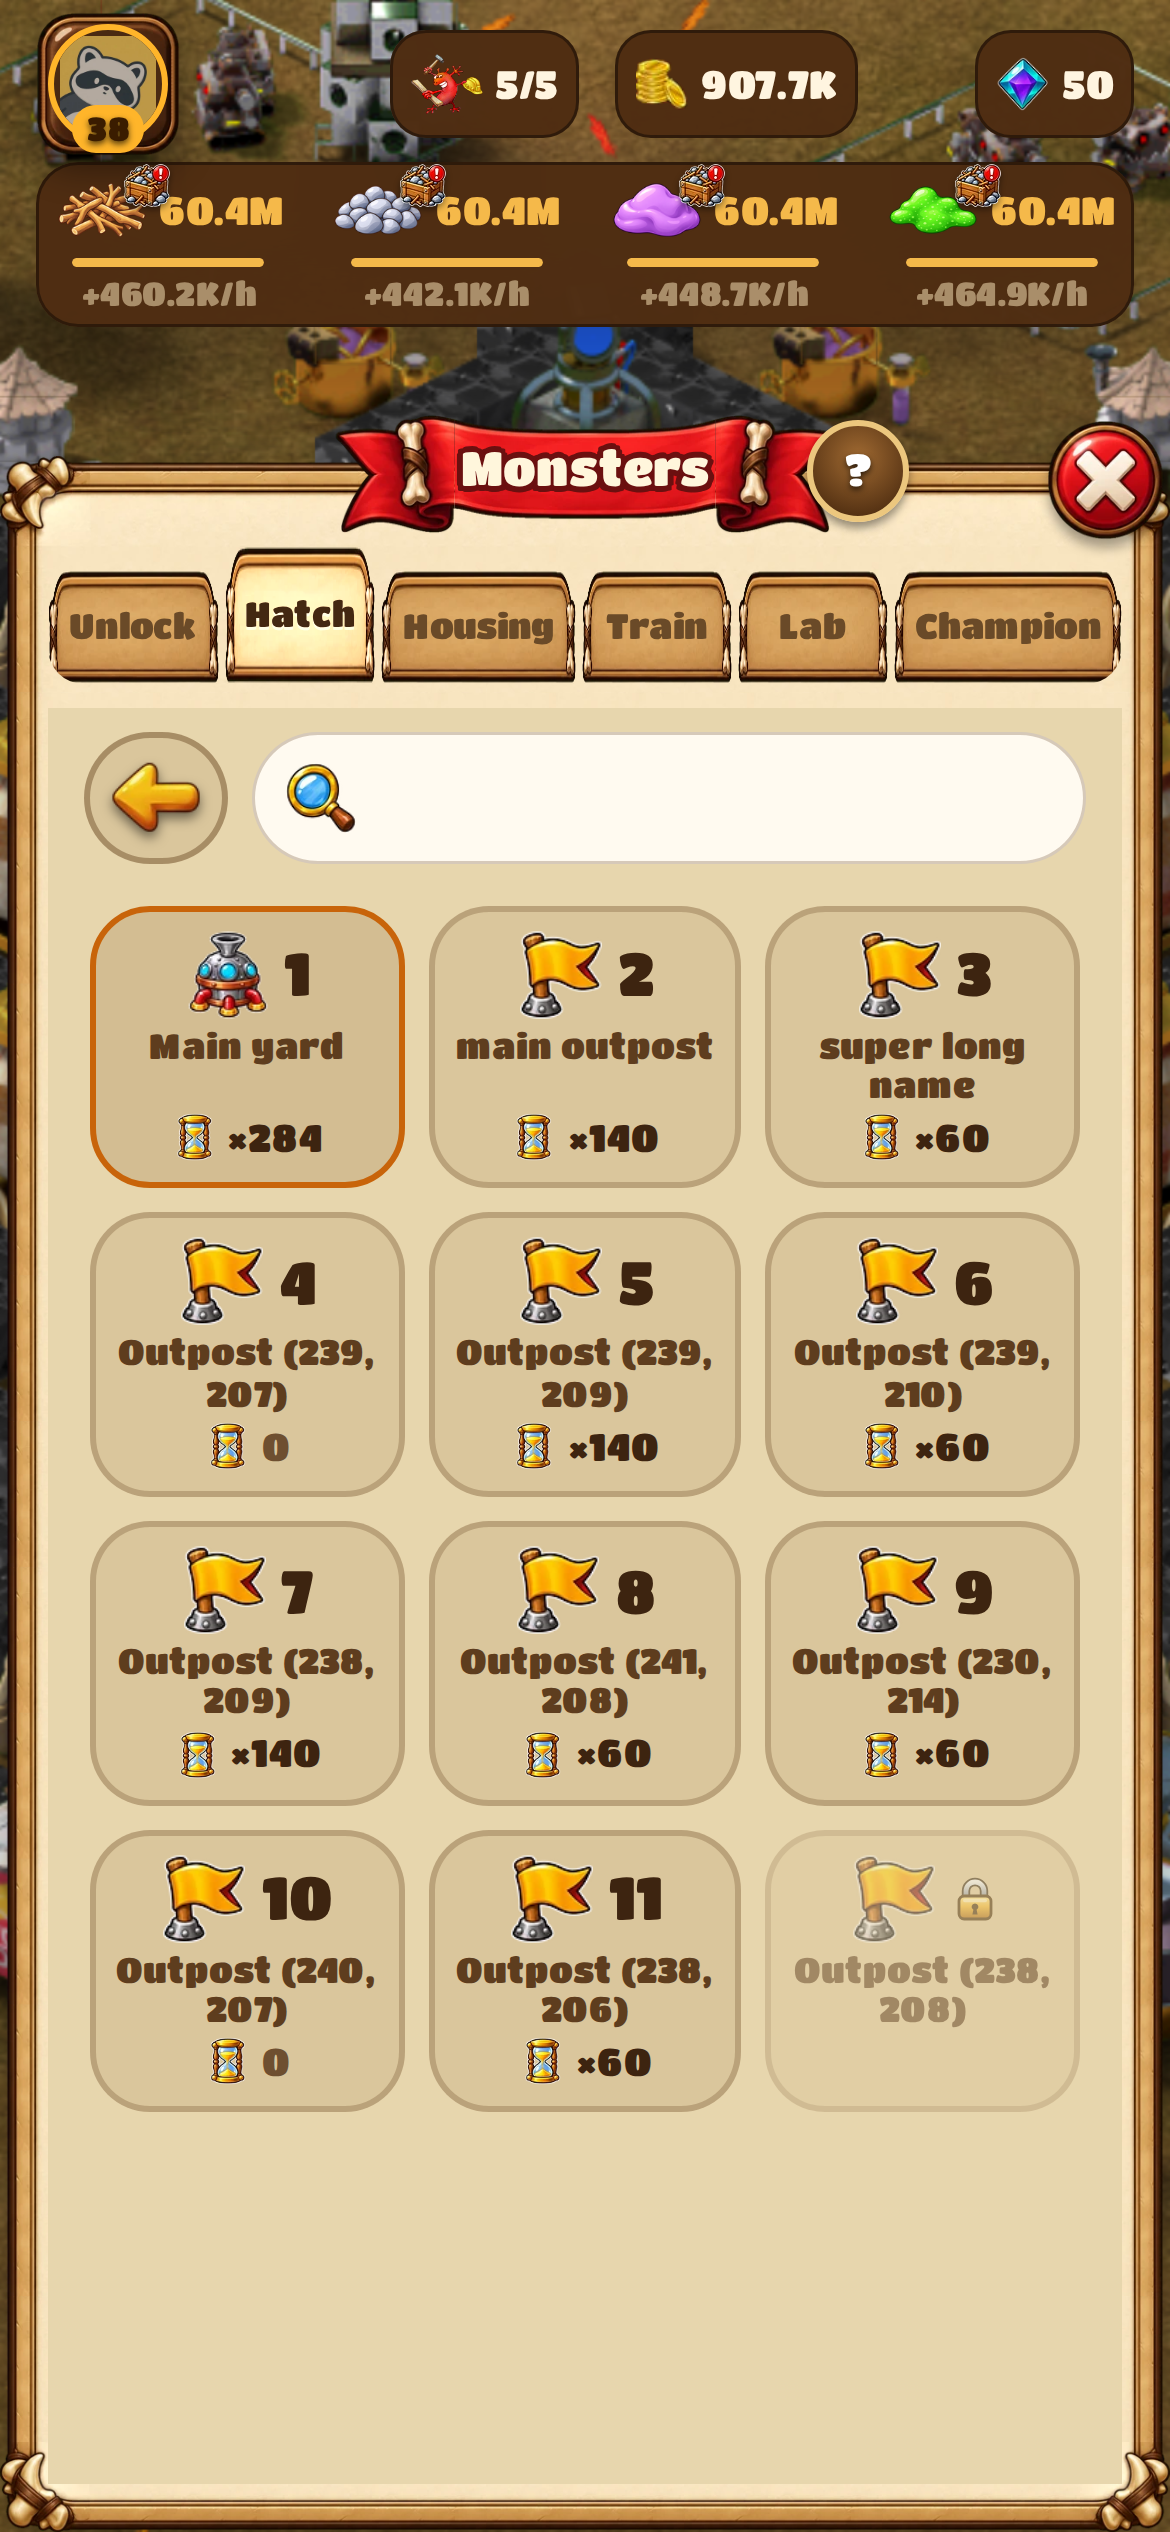 38
5/5
907.7K
50
60.4M 60.4M 60.4M 60.4M
+460.2K/h +442.1K/h +448.7K/h +464.9K/h
Monsters
?
Unlock Hatch Housing Train Lab Champion
1
Main yard
×284
2
main outpost
×140
3
super long
name
×60
4
Outpost (239,
207)
0
5
Outpost (239,
209)
×140
6
Outpost (239,
210)
×60
7
Outpost (238,
209)
×140
8
Outpost (241,
208)
×60
9
Outpost (230,
214)
×60
10
Outpost (240,
207)
0
11
Outpost (238,
206)
×60
Outpost (238,
208)